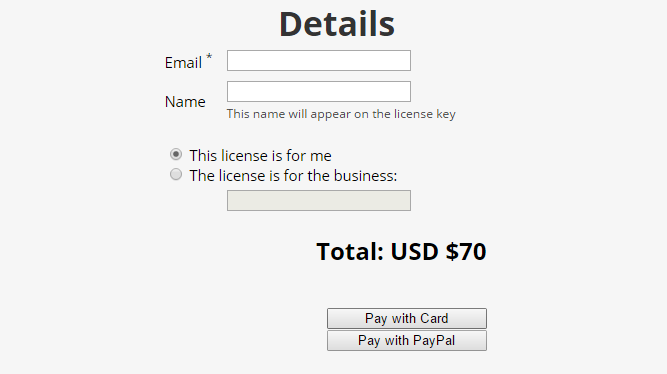 Details
Email *
Name
This name will appear on the license key
This license is for me
The license is for the business:
Total: USD $70
Pay with Card
Pay with PayPal